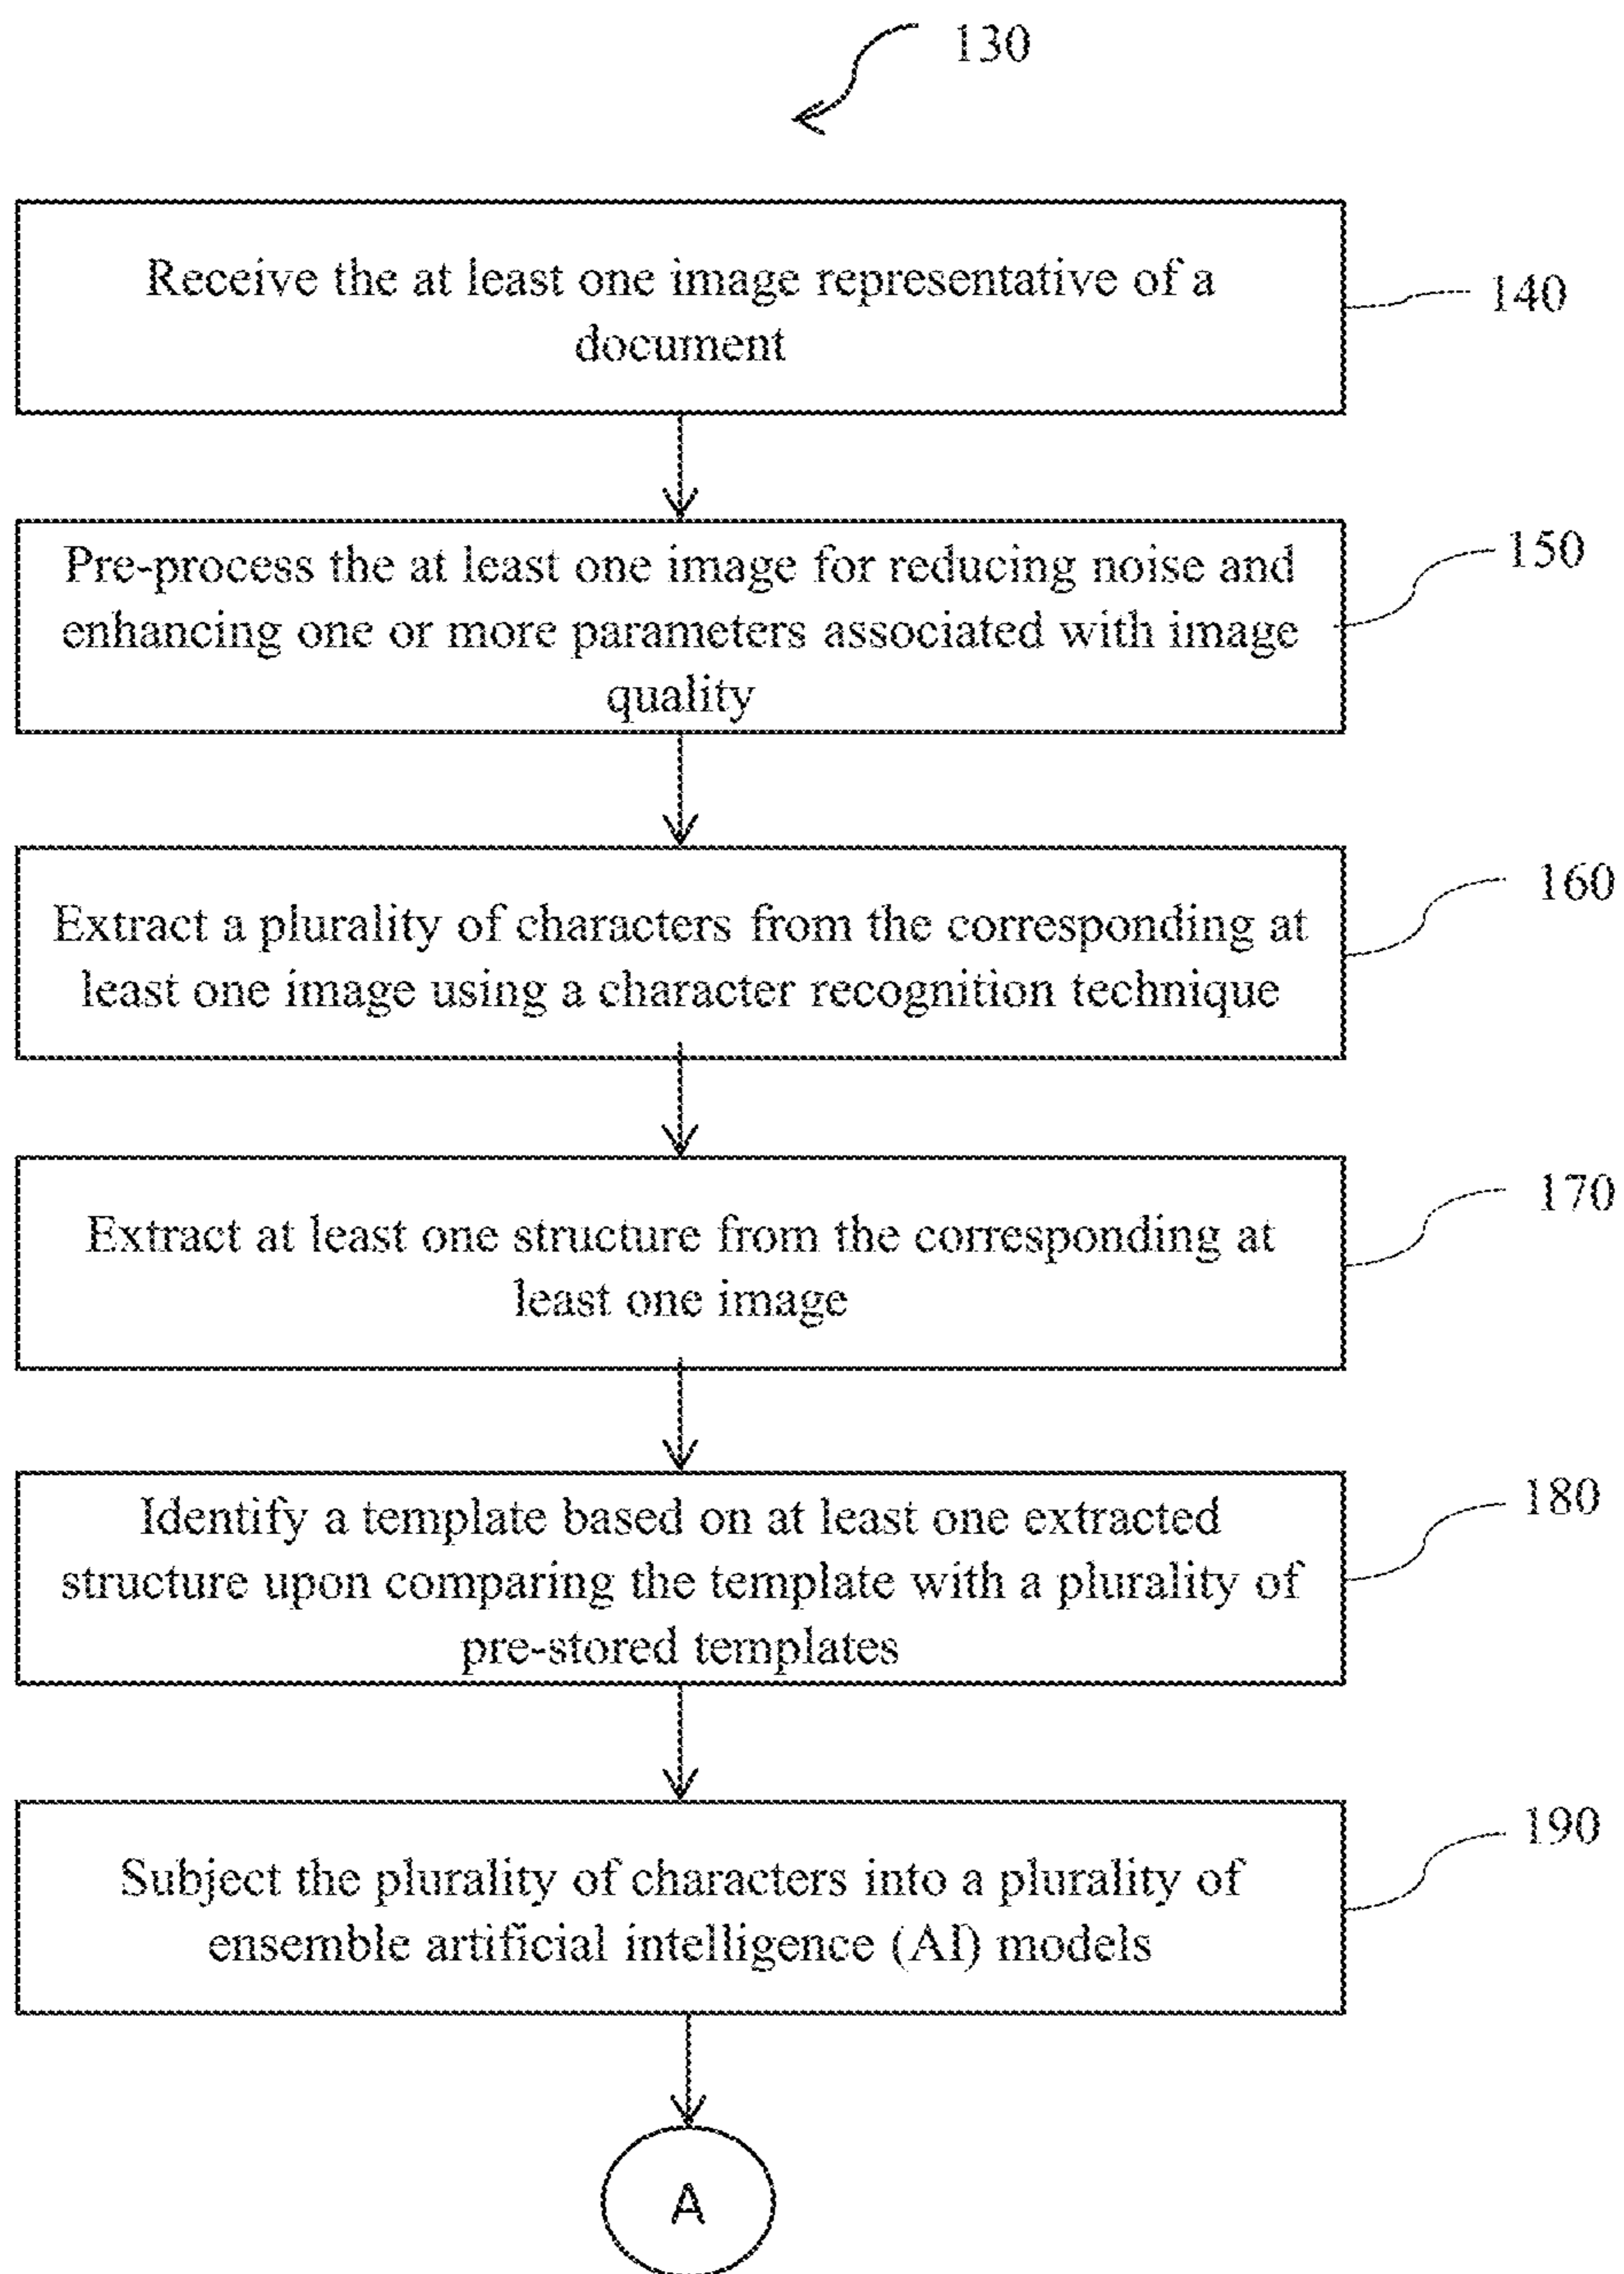 130
Receive the at least one image representative of a
document
140
Pre-process the at least one image for reducing noise and
enhancing one or more parameters associated with image
quality
150
Extract a plurality of characters from the corresponding at
least one image using a character recognition technique
160
Extract at least one structure from the corresponding at
least one image
170
Identify a template based on at least one extracted
structure upon comparing the template with a plurality of
pre-stored templates
180
Subject the plurality of characters into a plurality of
ensemble artificial intelligence (AI) models
190
A